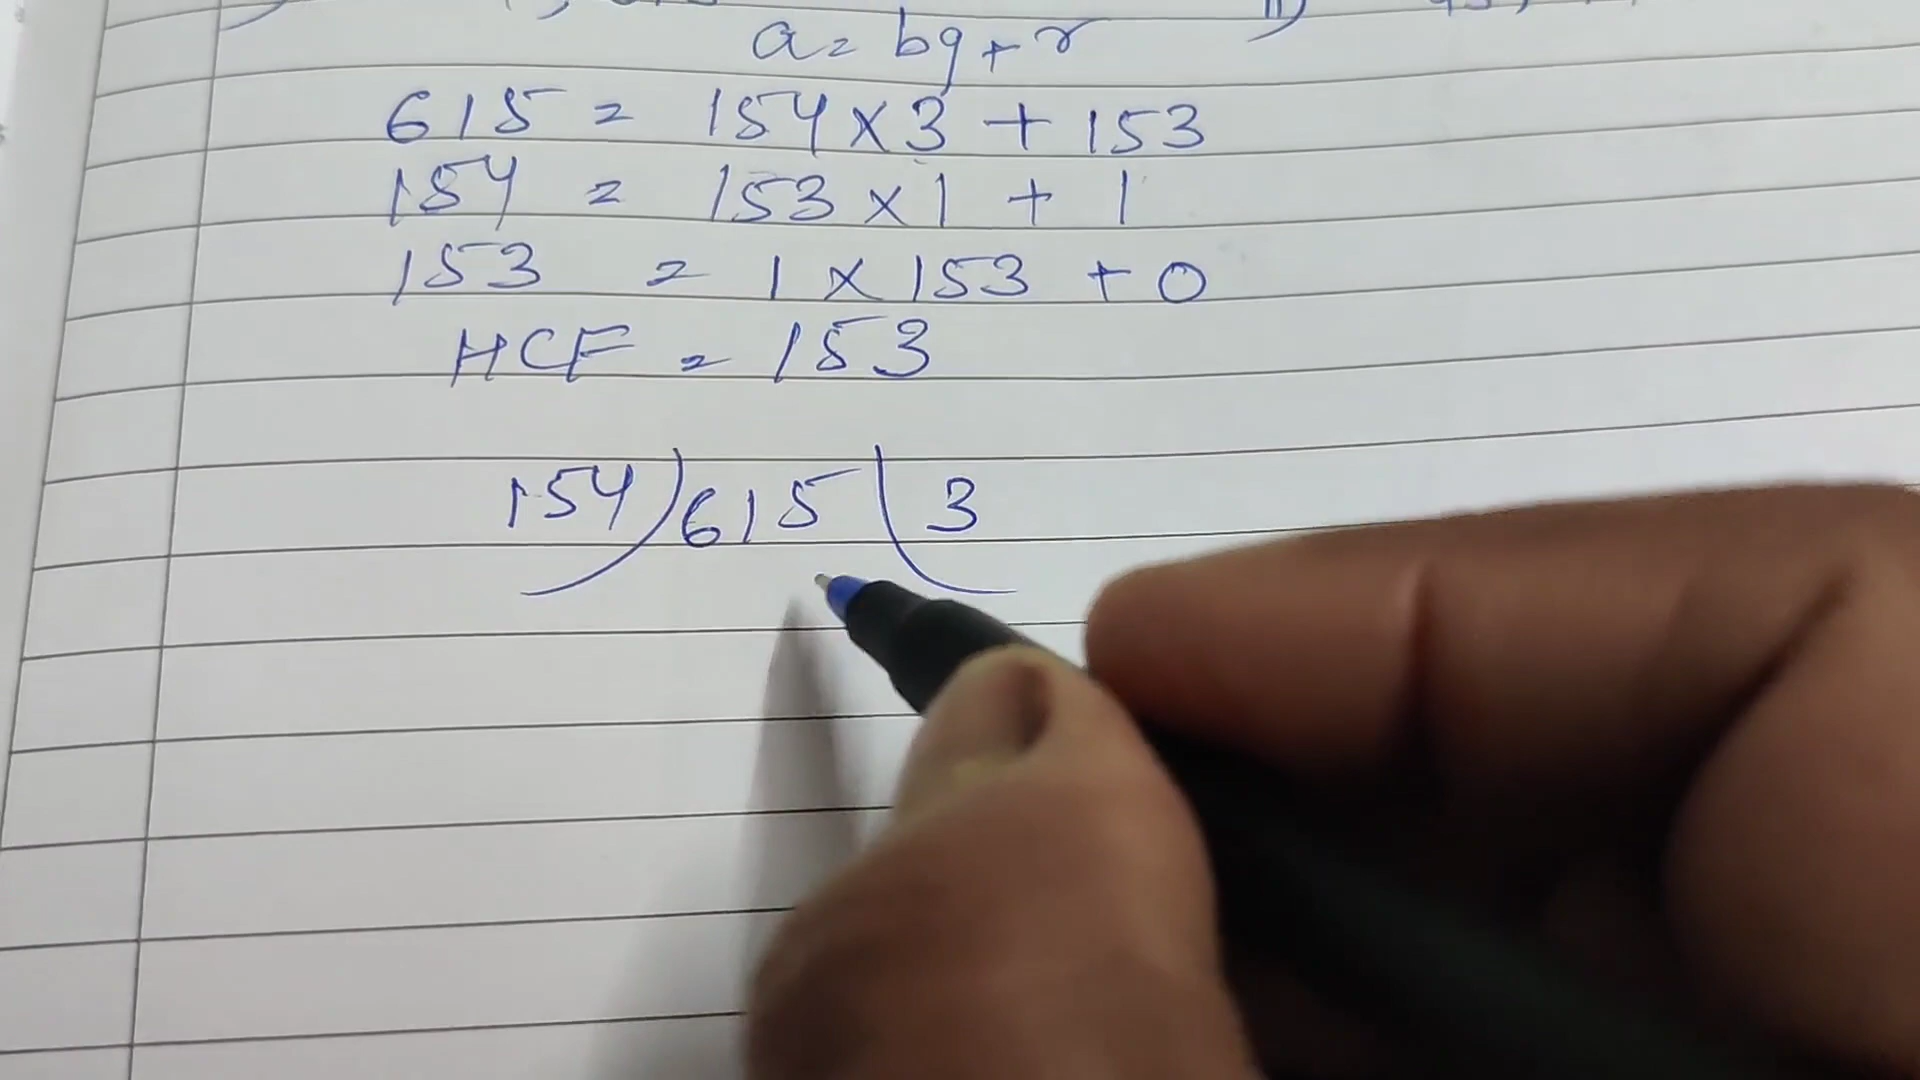 a = bq + r
615 = 154 × 3 + 153
154 = 153 × 1 + 1
153 = 1 × 153 + 0
HCF = 153
154 ) 615 ( 3